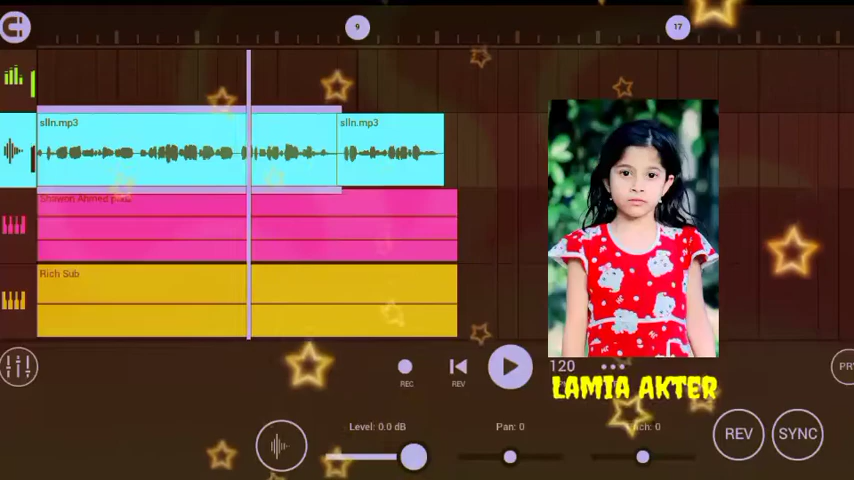 9
17
slln.mp3
slln.mp3
Shawon Ahmed
Rich Sub
REC
REV
120
LAMIA AKTER
Level: 0.0 dB
Pan: 0
REV
SYNC